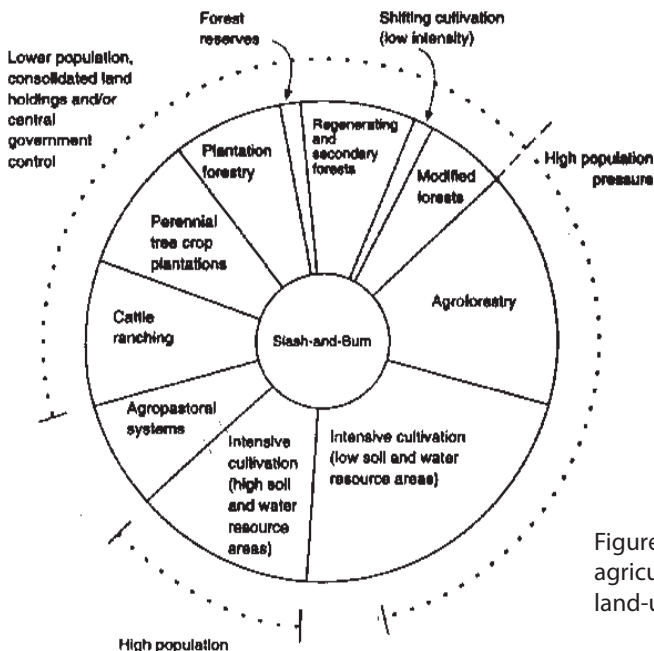 Forest
reserves
Shifting cultivation
(low intensity)
Lower population,
consolidated land
holdings and/or
central
government
control
High population
pressure
Plantation
forestry
Regenerating
and
secondary
forests
Modified
forests
Perennial
tree crop
plantations
Agroforestry
Cattle
ranching
Slash-and-Burn
Agropastoral
systems
Intensive
cultivation
(high soil
and water
resource
areas)
Intensive cultivation
(low soil and water
resource areas)
High population
Figure
agricu
land-u